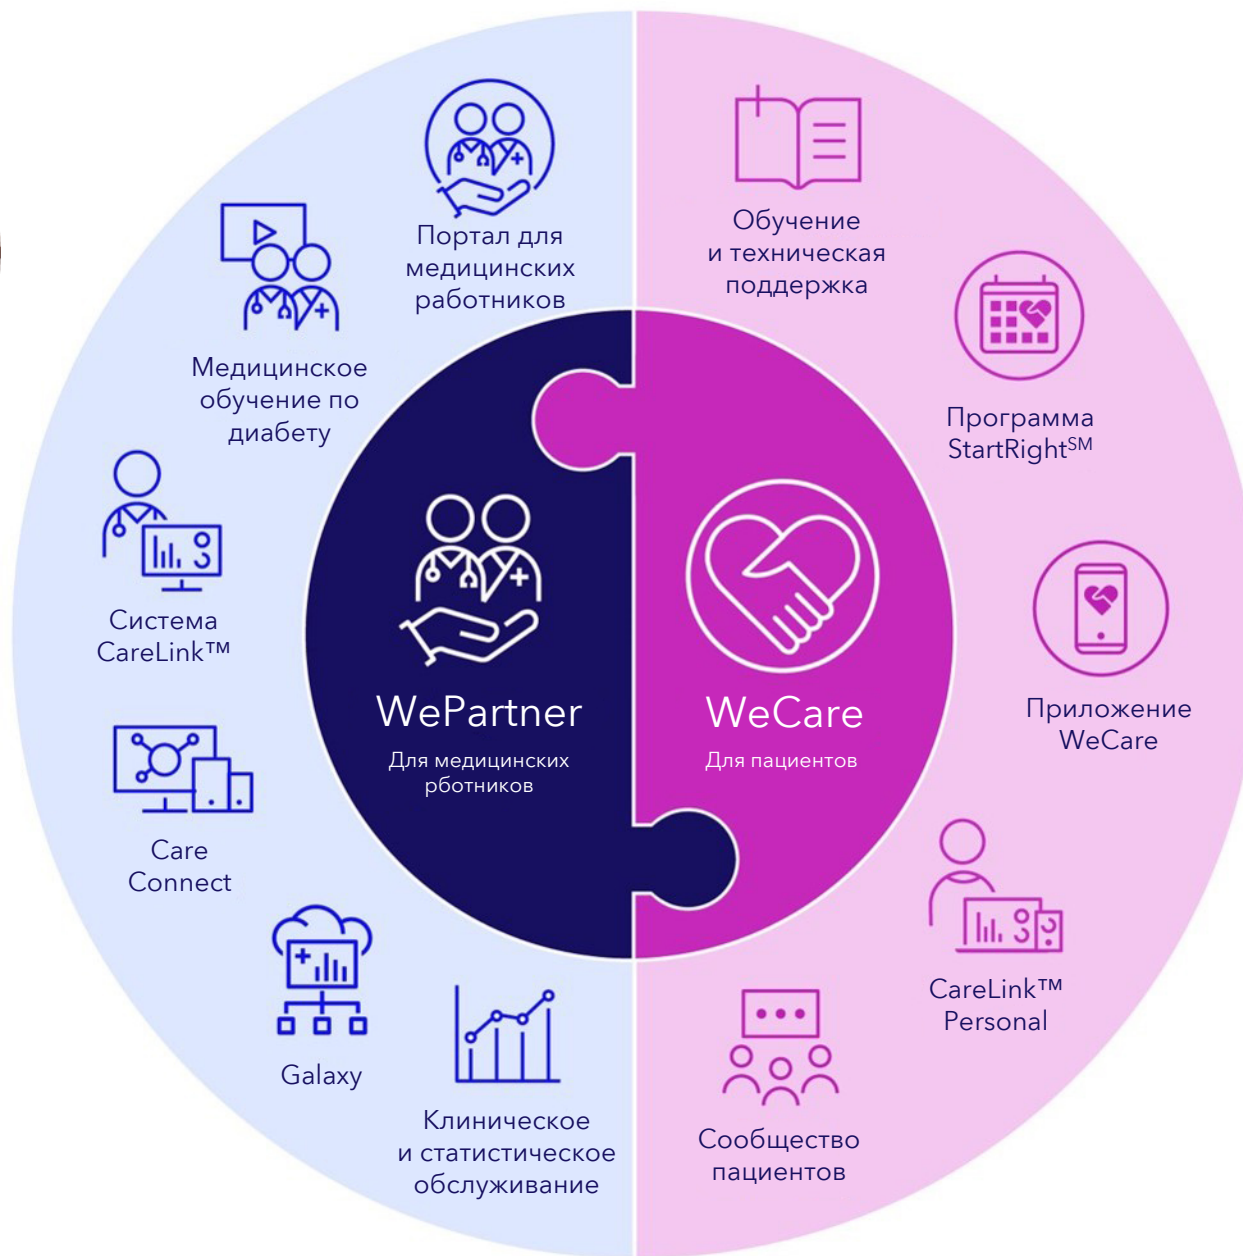 Портал для
медицинских
работников
Медицинское
обучение по
диабету
Система
CareLink™
Care
Connect
Galaxy
Клиническое
и статистическое
обслуживание
WePartner
Для медицинских
рботников
WeCare
Для пациентов
Обучение
и техническая
поддержка
Программа
StartRight℠
Приложение
WeCare
CareLink™
Personal
Сообщество
пациентов